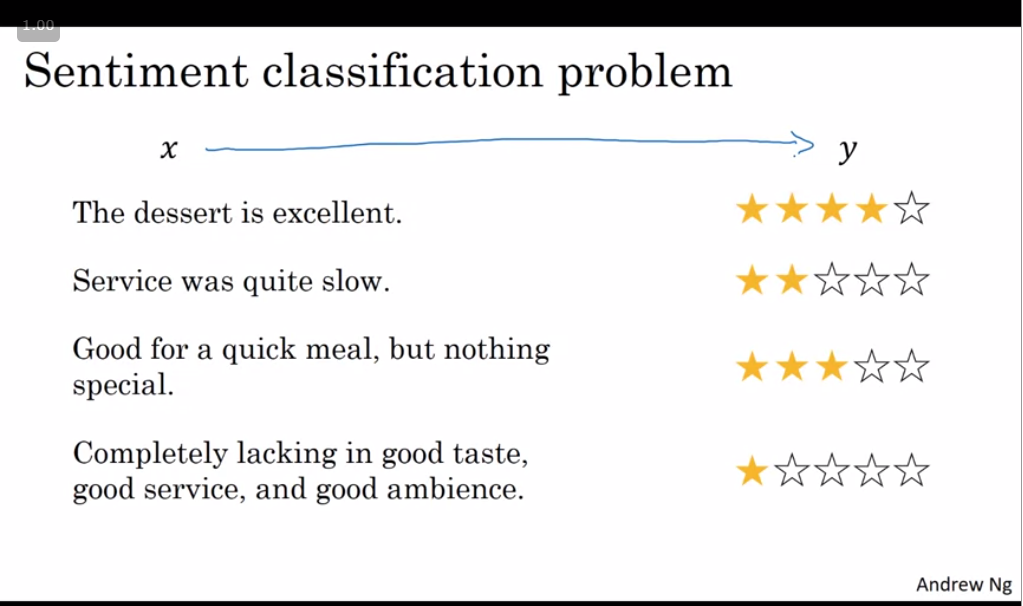 1.00
Sentiment classification problem
x y
The dessert is excellent.
Service was quite slow.
Good for a quick meal, but nothing
special.
Completely lacking in good taste,
good service, and good ambience.
Andrew Ng